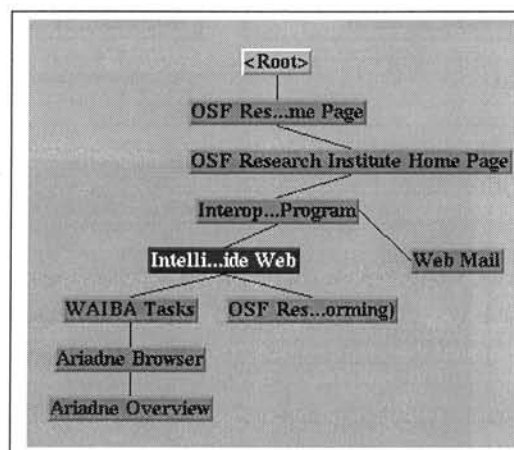 <Root>
OSF Res...me Page
OSF Research Institute Home Page
Interop...Program
Intelli...ide Web
Web Mail
WAIBA Tasks
OSF Res...orming)
Ariadne Browser
Ariadne Overview